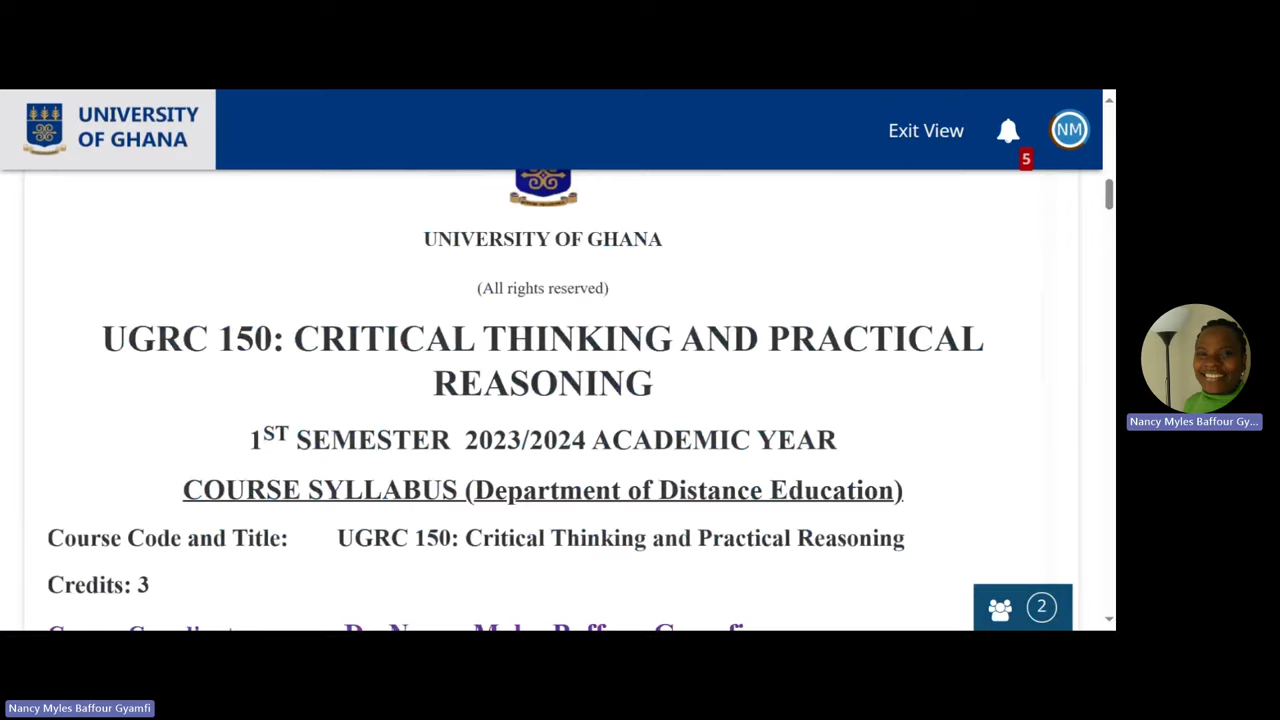 UNIVERSITY
OF GHANA
Exit View
NM
5
UNIVERSITY OF GHANA
(All rights reserved)
UGRC 150: CRITICAL THINKING AND PRACTICAL
REASONING
1ST SEMESTER 2023/2024 ACADEMIC YEAR
COURSE SYLLABUS (Department of Distance Education)
Course Code and Title: UGRC 150: Critical Thinking and Practical Reasoning
Credits: 3
2
Nancy Myles Baffour Gy...
Nancy Myles Baffour Gyamfi